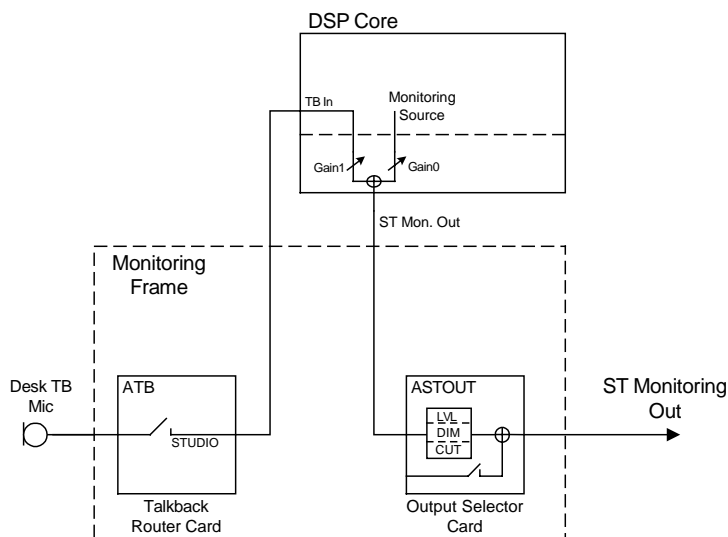 DSP Core
TB In
Monitoring
Source
Gain1
Gain0
ST Mon. Out
Monitoring
Frame
Desk TB
Mic
ATB
STUDIO
Talkback
Router Card
ASTOUT
LVL
DIM
CUT
Output Selector
Card
ST Monitoring
Out